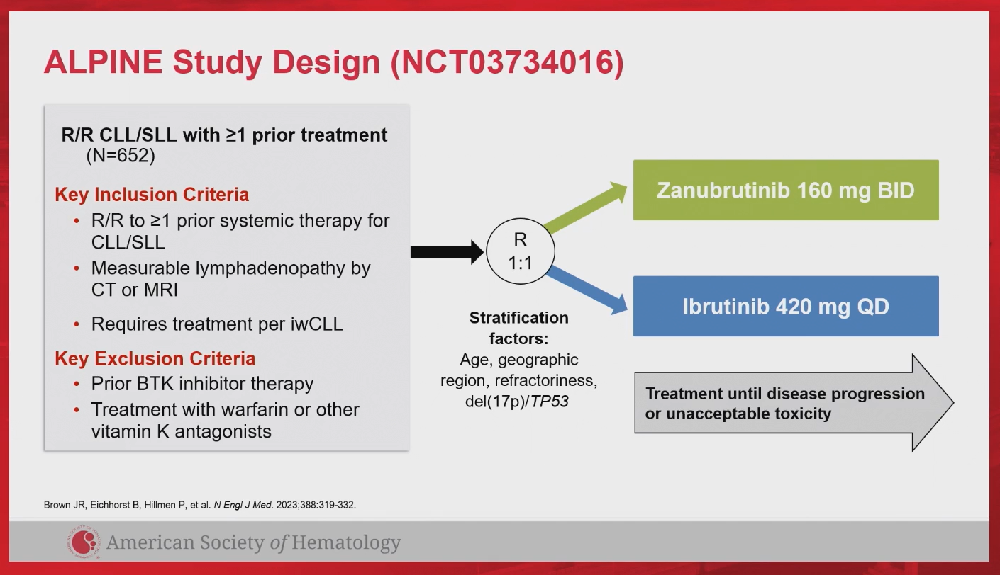 ALPINE Study Design (NCT03734016)
R/R CLL/SLL with ≥1 prior treatment
(N=652)
Key Inclusion Criteria
• R/R to ≥1 prior systemic therapy for
CLL/SLL
• Measurable lymphadenopathy by
CT or MRI
• Requires treatment per iwCLL
Key Exclusion Criteria
• Prior BTK inhibitor therapy
• Treatment with warfarin or other
vitamin K antagonists
R
1:1
Stratification
factors:
Age, geographic
region, refractoriness,
del(17p)/TP53
Zanubrutinib 160 mg BID
Ibrutinib 420 mg QD
Treatment until disease progression
or unacceptable toxicity
Brown JR, Eichhorst B, Hillmen P, et al. N Engl J Med. 2023;388:319-332.
American Society of Hematology